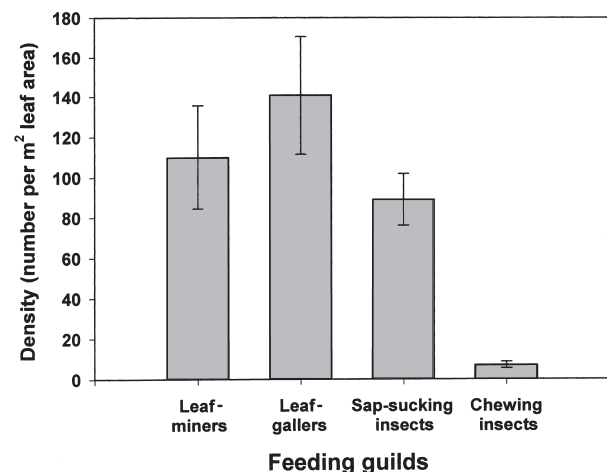 Density (number per m² leaf area)
180
160
140
120
100
80
60
40
20
0
Leaf-
miners
Leaf-
gallers
Sap-sucking
insects
Chewing
insects
Feeding guilds